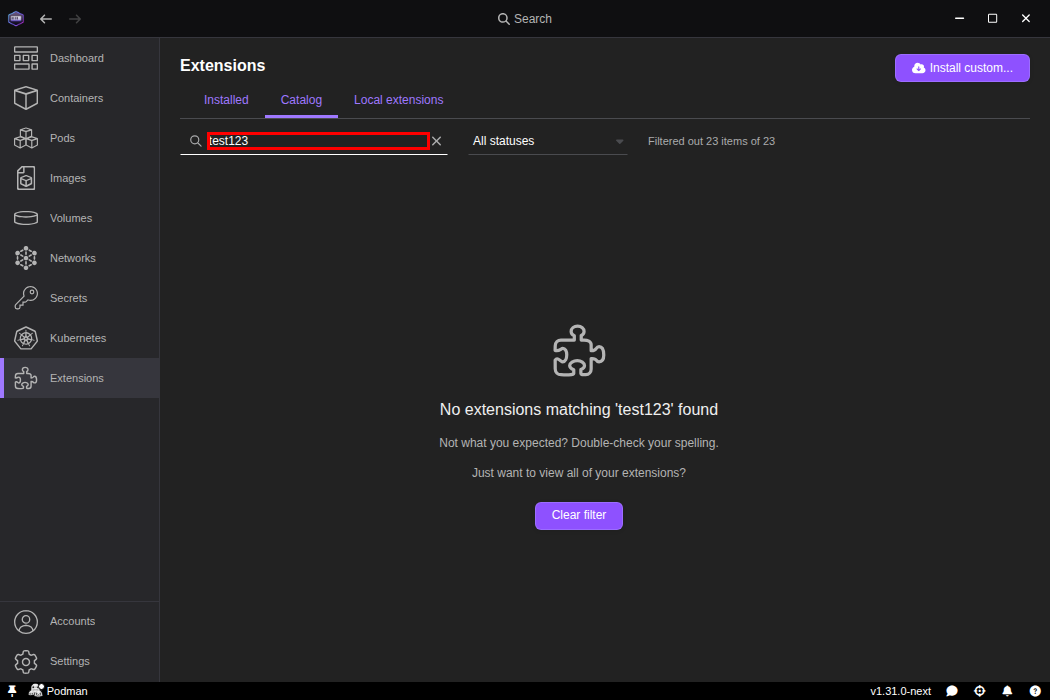 Search
Dashboard
Containers
Pods
Images
Volumes
Networks
Secrets
Kubernetes
Extensions
Accounts
Settings
Extensions
Install custom...
Installed
Catalog
Local extensions
test123
All statuses
Filtered out 23 items of 23
No extensions matching 'test123' found
Not what you expected? Double-check your spelling.
Just want to view all of your extensions?
Clear filter
Podman
v1.31.0-next